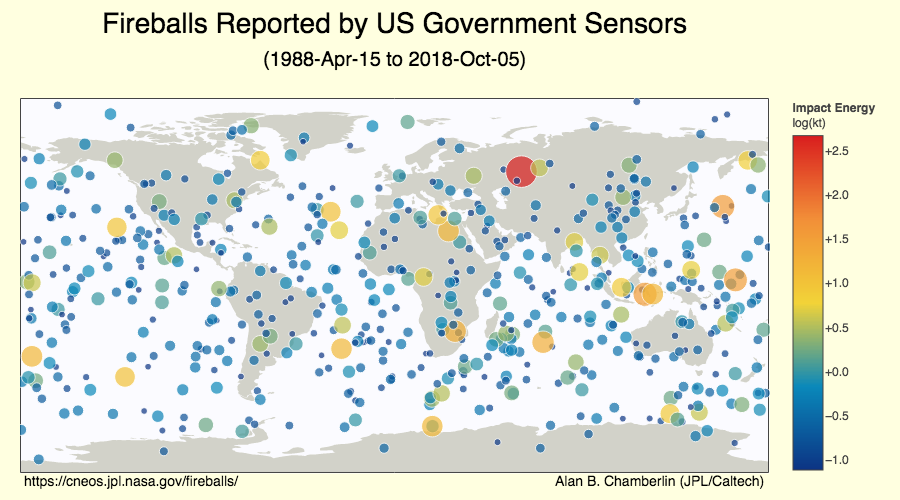 Fireballs Reported by US Government Sensors
(1988-Apr-15 to 2018-Oct-05)
Impact Energy
log(kt)
+2.5
+2.0
+1.5
+1.0
+0.5
+0.0
−0.5
−1.0
https://cneos.jpl.nasa.gov/fireballs/
Alan B. Chamberlin (JPL/Caltech)